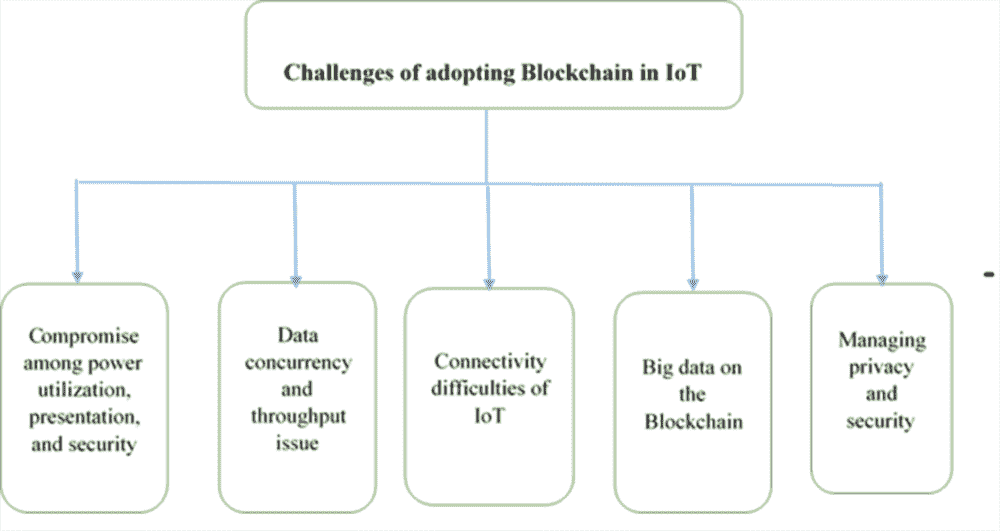 Challenges of adopting Blockchain in IoT
Compromise
among power
utilization,
presentation,
and security
Data
concurrency
and
throughput
issue
Connectivity
difficulties of
IoT
Big data on
the
Blockchain
Managing
privacy
and
security